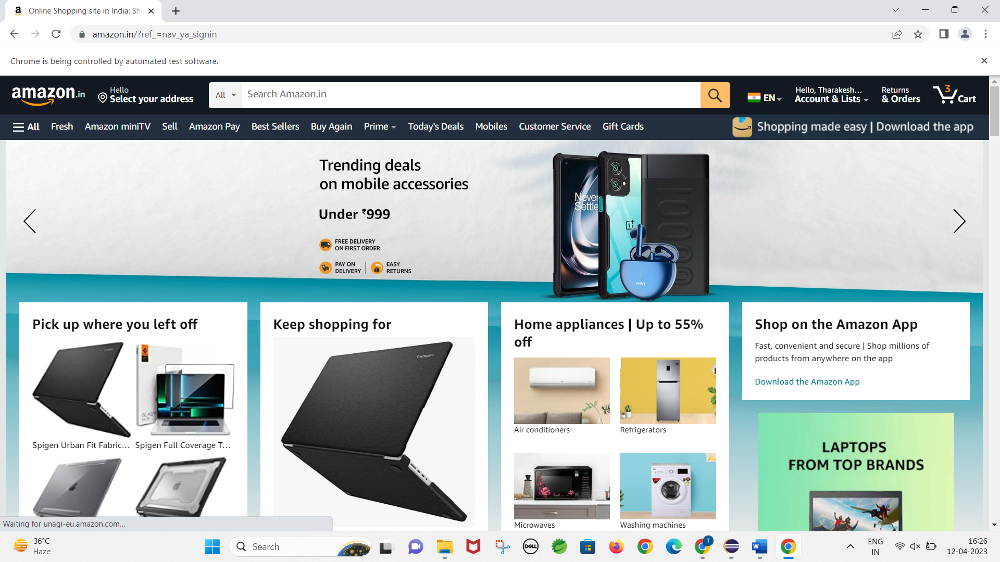 Online Shopping site in India: Sh
amazon.in/?ref_=nav_ya_signin
Chrome is being controlled by automated test software.
amazon.in
Hello
Select your address
All
Search Amazon.in
EN
Hello, Tharakesh...
Account & Lists
Returns
& Orders
3
Cart
All
Fresh
Amazon miniTV
Sell
Amazon Pay
Best Sellers
Buy Again
Prime
Today's Deals
Mobiles
Customer Service
Gift Cards
Shopping made easy | Download the app
Trending deals
on mobile accessories
Under ₹999
FREE DELIVERY
ON FIRST ORDER
PAY ON
DELIVERY
EASY
RETURNS
Never
Settle
MIVI
Pick up where you left off
Spigen Urban Fit Fabric...
Spigen Full Coverage T...
Keep shopping for
spigen
Home appliances | Up to 55%
off
Air conditioners
Refrigerators
Microwaves
Washing machines
Shop on the Amazon App
Fast, convenient and secure | Shop millions of
products from anywhere on the app
Download the Amazon App
LAPTOPS
FROM TOP BRANDS
Waiting for unagi-eu.amazon.com...
36°C
Haze
Search
DELL
T
W
ENG
IN
16:26
12-04-2023